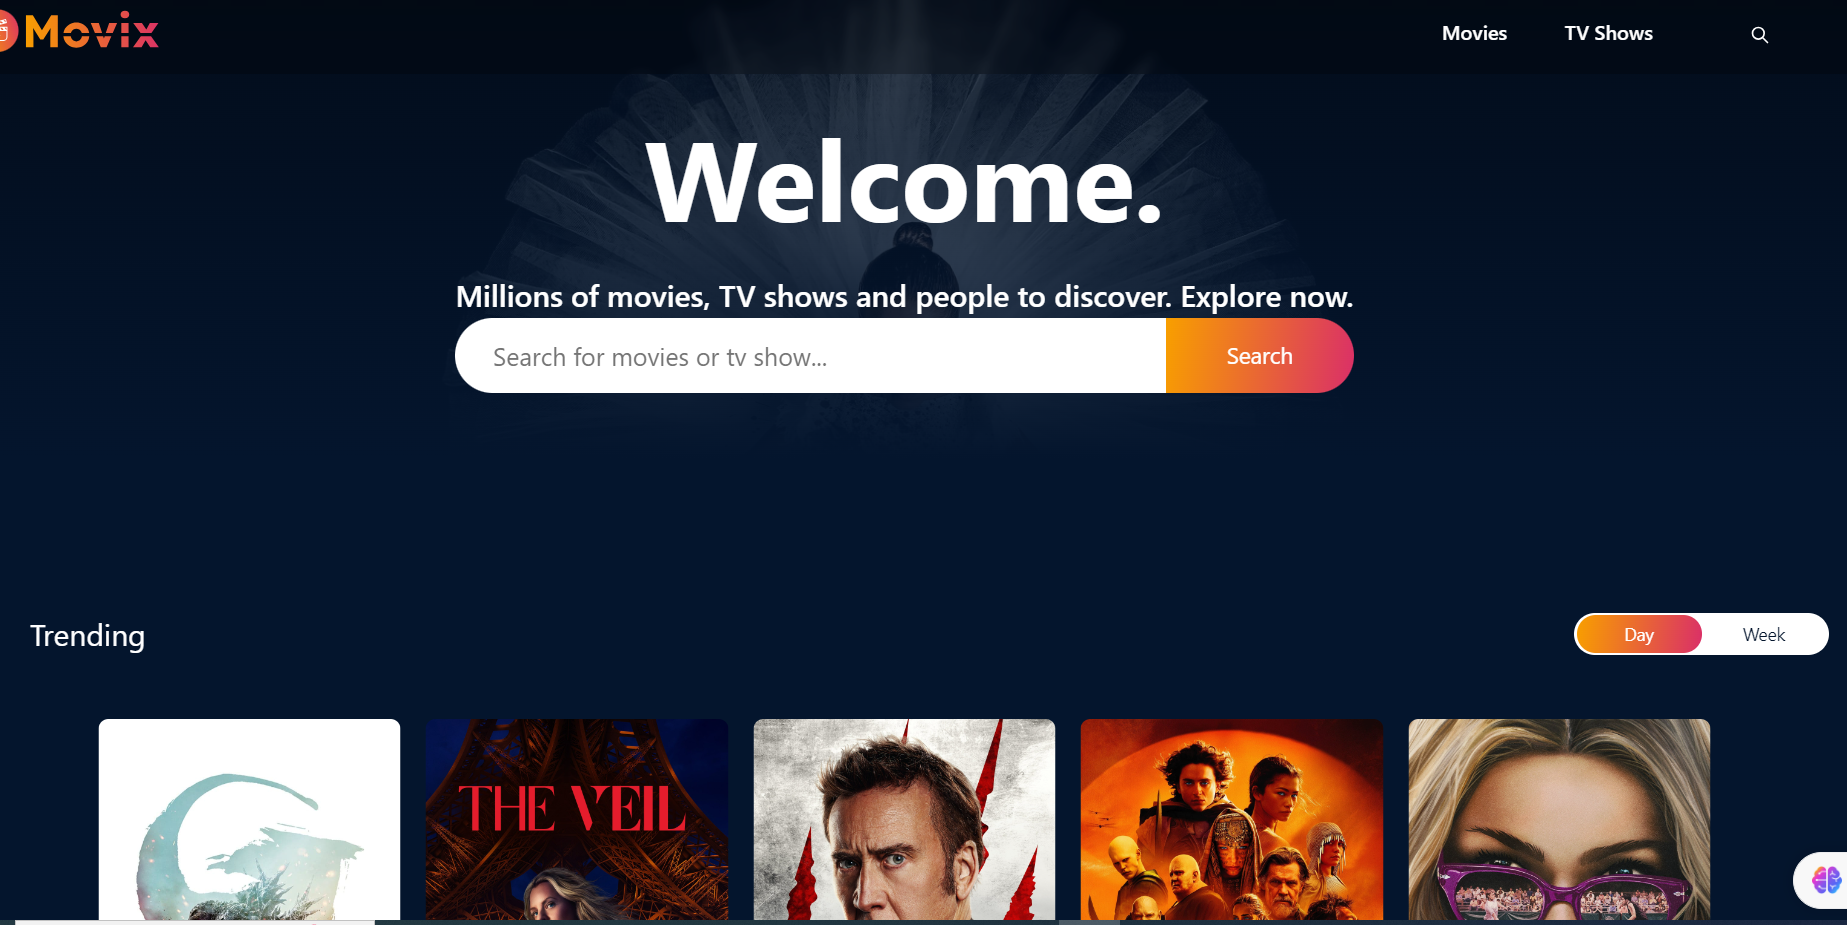 Movix
Movies
TV Shows
Welcome.
Millions of movies, TV shows and people to discover. Explore now.
Search for movies or tv show...
Search
Trending
Day
Week
THE VEIL